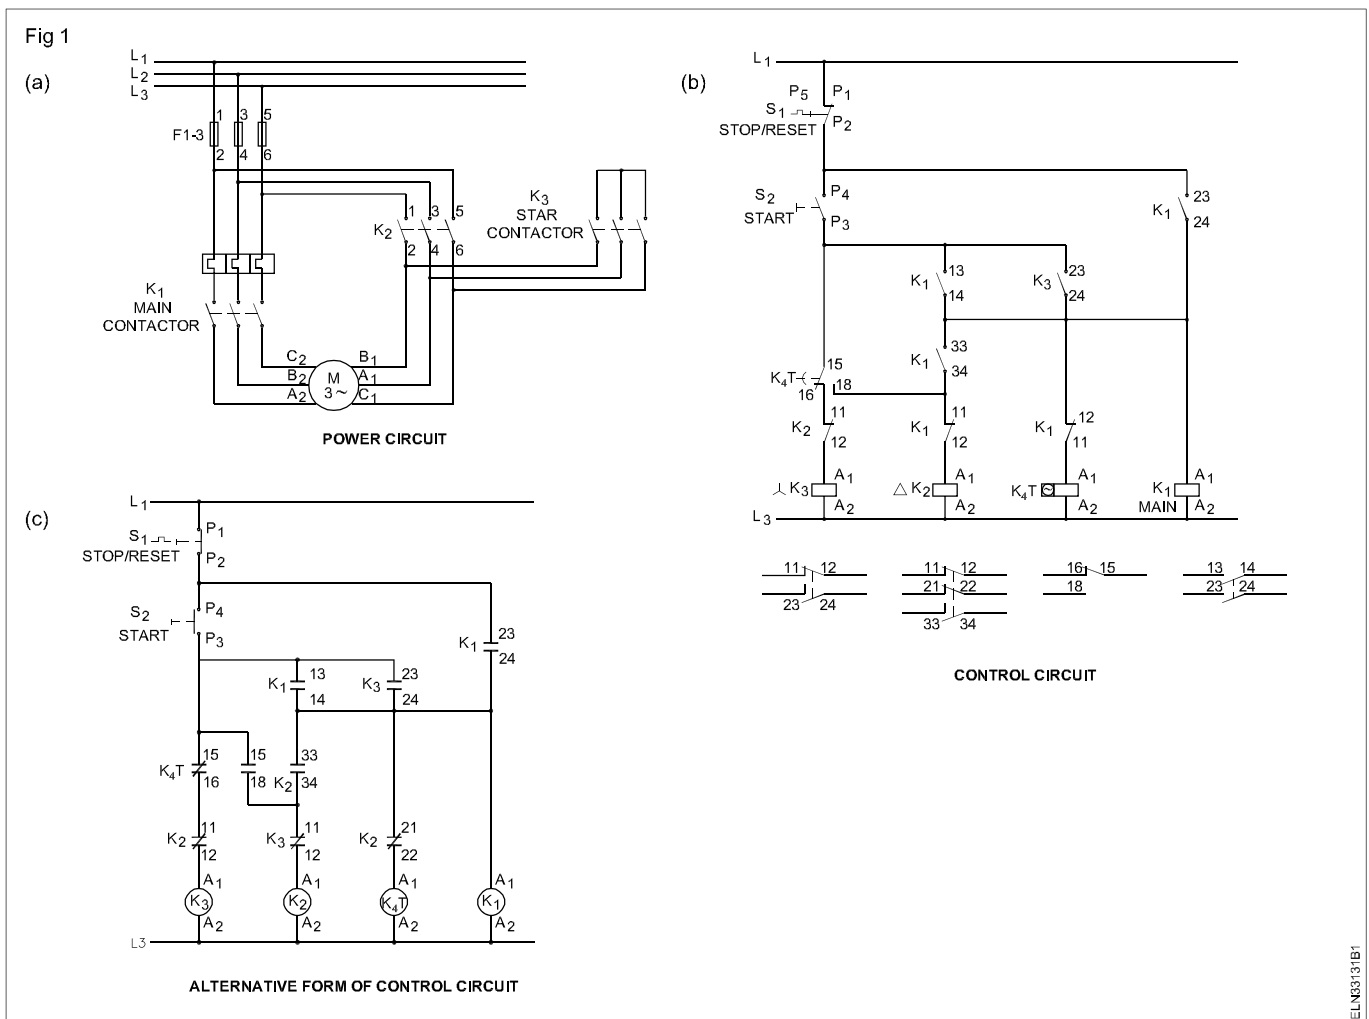 Fig 1
(a)
L1
L2
L3
F1-3
1 3 5
2 4 6
K1
MAIN
CONTACTOR
K2
1 3 5
2 4 6
K3
STAR
CONTACTOR
C2 B1
B2 A1
A2 C1
M
3~
POWER CIRCUIT
(b)
L1
P5 P1
S1
STOP/RESET
P2
S2
START
P4
P3
K1 23
24
K1 13
14
K3 23
24
K1 33
34
K4T 15
16 18
K2 11
12
K1 11
12
K1 12
11
K3 A1
A2
△ K2 A1
A2
K4T A1
A2
K1 A1
MAIN A2
L3
11 12
23 24
11 12
21 22
33 34
16 15
18
13 14
23 24
CONTROL CIRCUIT
(c)
L1
S1 P1
STOP/RESET
P2
S2 P4
START
P3
K1 23
24
K1 13
14
K3 23
24
K4T 15
16
15
18
33
K2 34
K2 11
12
K3 11
12
K2 21
22
A1
K3
A2
A1
K2
A2
A1
K4T
A2
A1
K1
A2
L3
ALTERNATIVE FORM OF CONTROL CIRCUIT
ELN33131B1